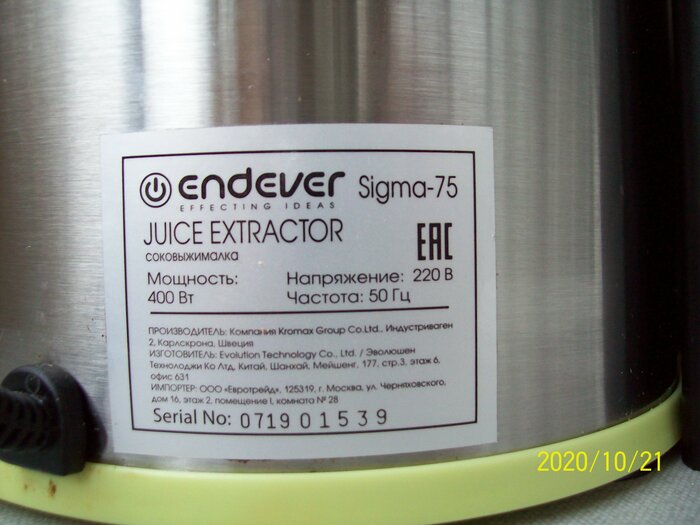 endever Sigma-75
EFFECTING IDEAS
JUICE EXTRACTOR
СОКОВЫЖИМАЛКА
EAC
Мощность: Напряжение: 220 В
400 Вт Частота: 50 Гц
ПРОИЗВОДИТЕЛЬ: Компания Kromax Group Co.Ltd., Индустриваген
2, Карлскрона, Швеция
ИЗГОТОВИТЕЛЬ: Evolution Technology Co., Ltd. / Эволюшен
Технолоджи Ко Лтд, Китай, Шанхай, Мейшенг, 177, стр.3, этаж 6,
офис 631
ИМПОРТЕР: ООО «Евротрейд», 125319, г. Москва, ул. Черняховского,
дом 16, этаж 2, помещение I, комната № 28
Serial No: 071901539
2020/10/21